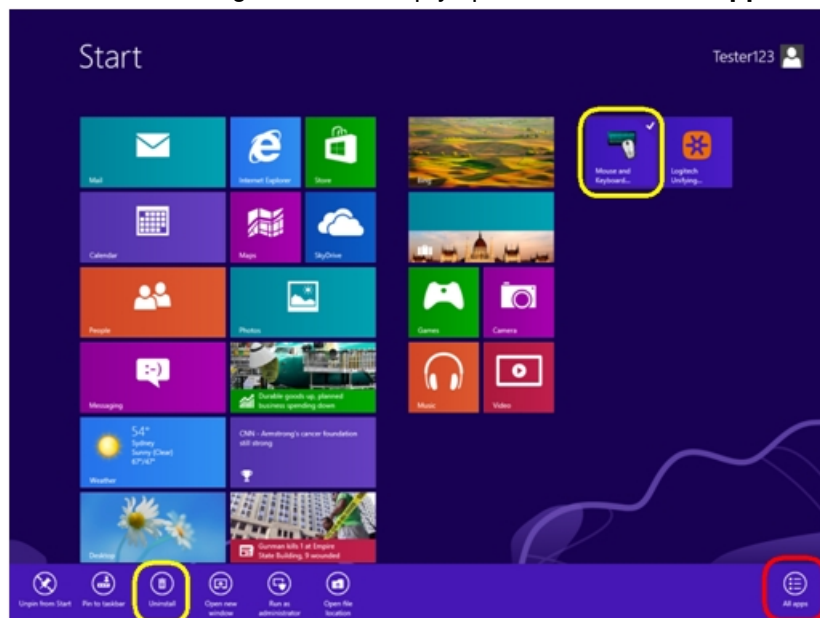 Start
Tester123
Mail
Internet Explorer
Store
Bing
Mouse and
Keyboard...
Logitech
Unifying...
Calendar
Maps
SkyDrive
People
Photos
Games
Camera
Messaging
Durable goods up, planned
business spending down
Music
Video
54°
Sydney
Sunny (Clear)
67°/47°
Weather
CNN - Armstrong's cancer foundation
still strong
Desktop
Gunman kills 1 at Empire
State Building, 9 wounded
Unpin from Start
Pin to taskbar
Uninstall
Open new
window
Run as
administrator
Open file
location
All apps